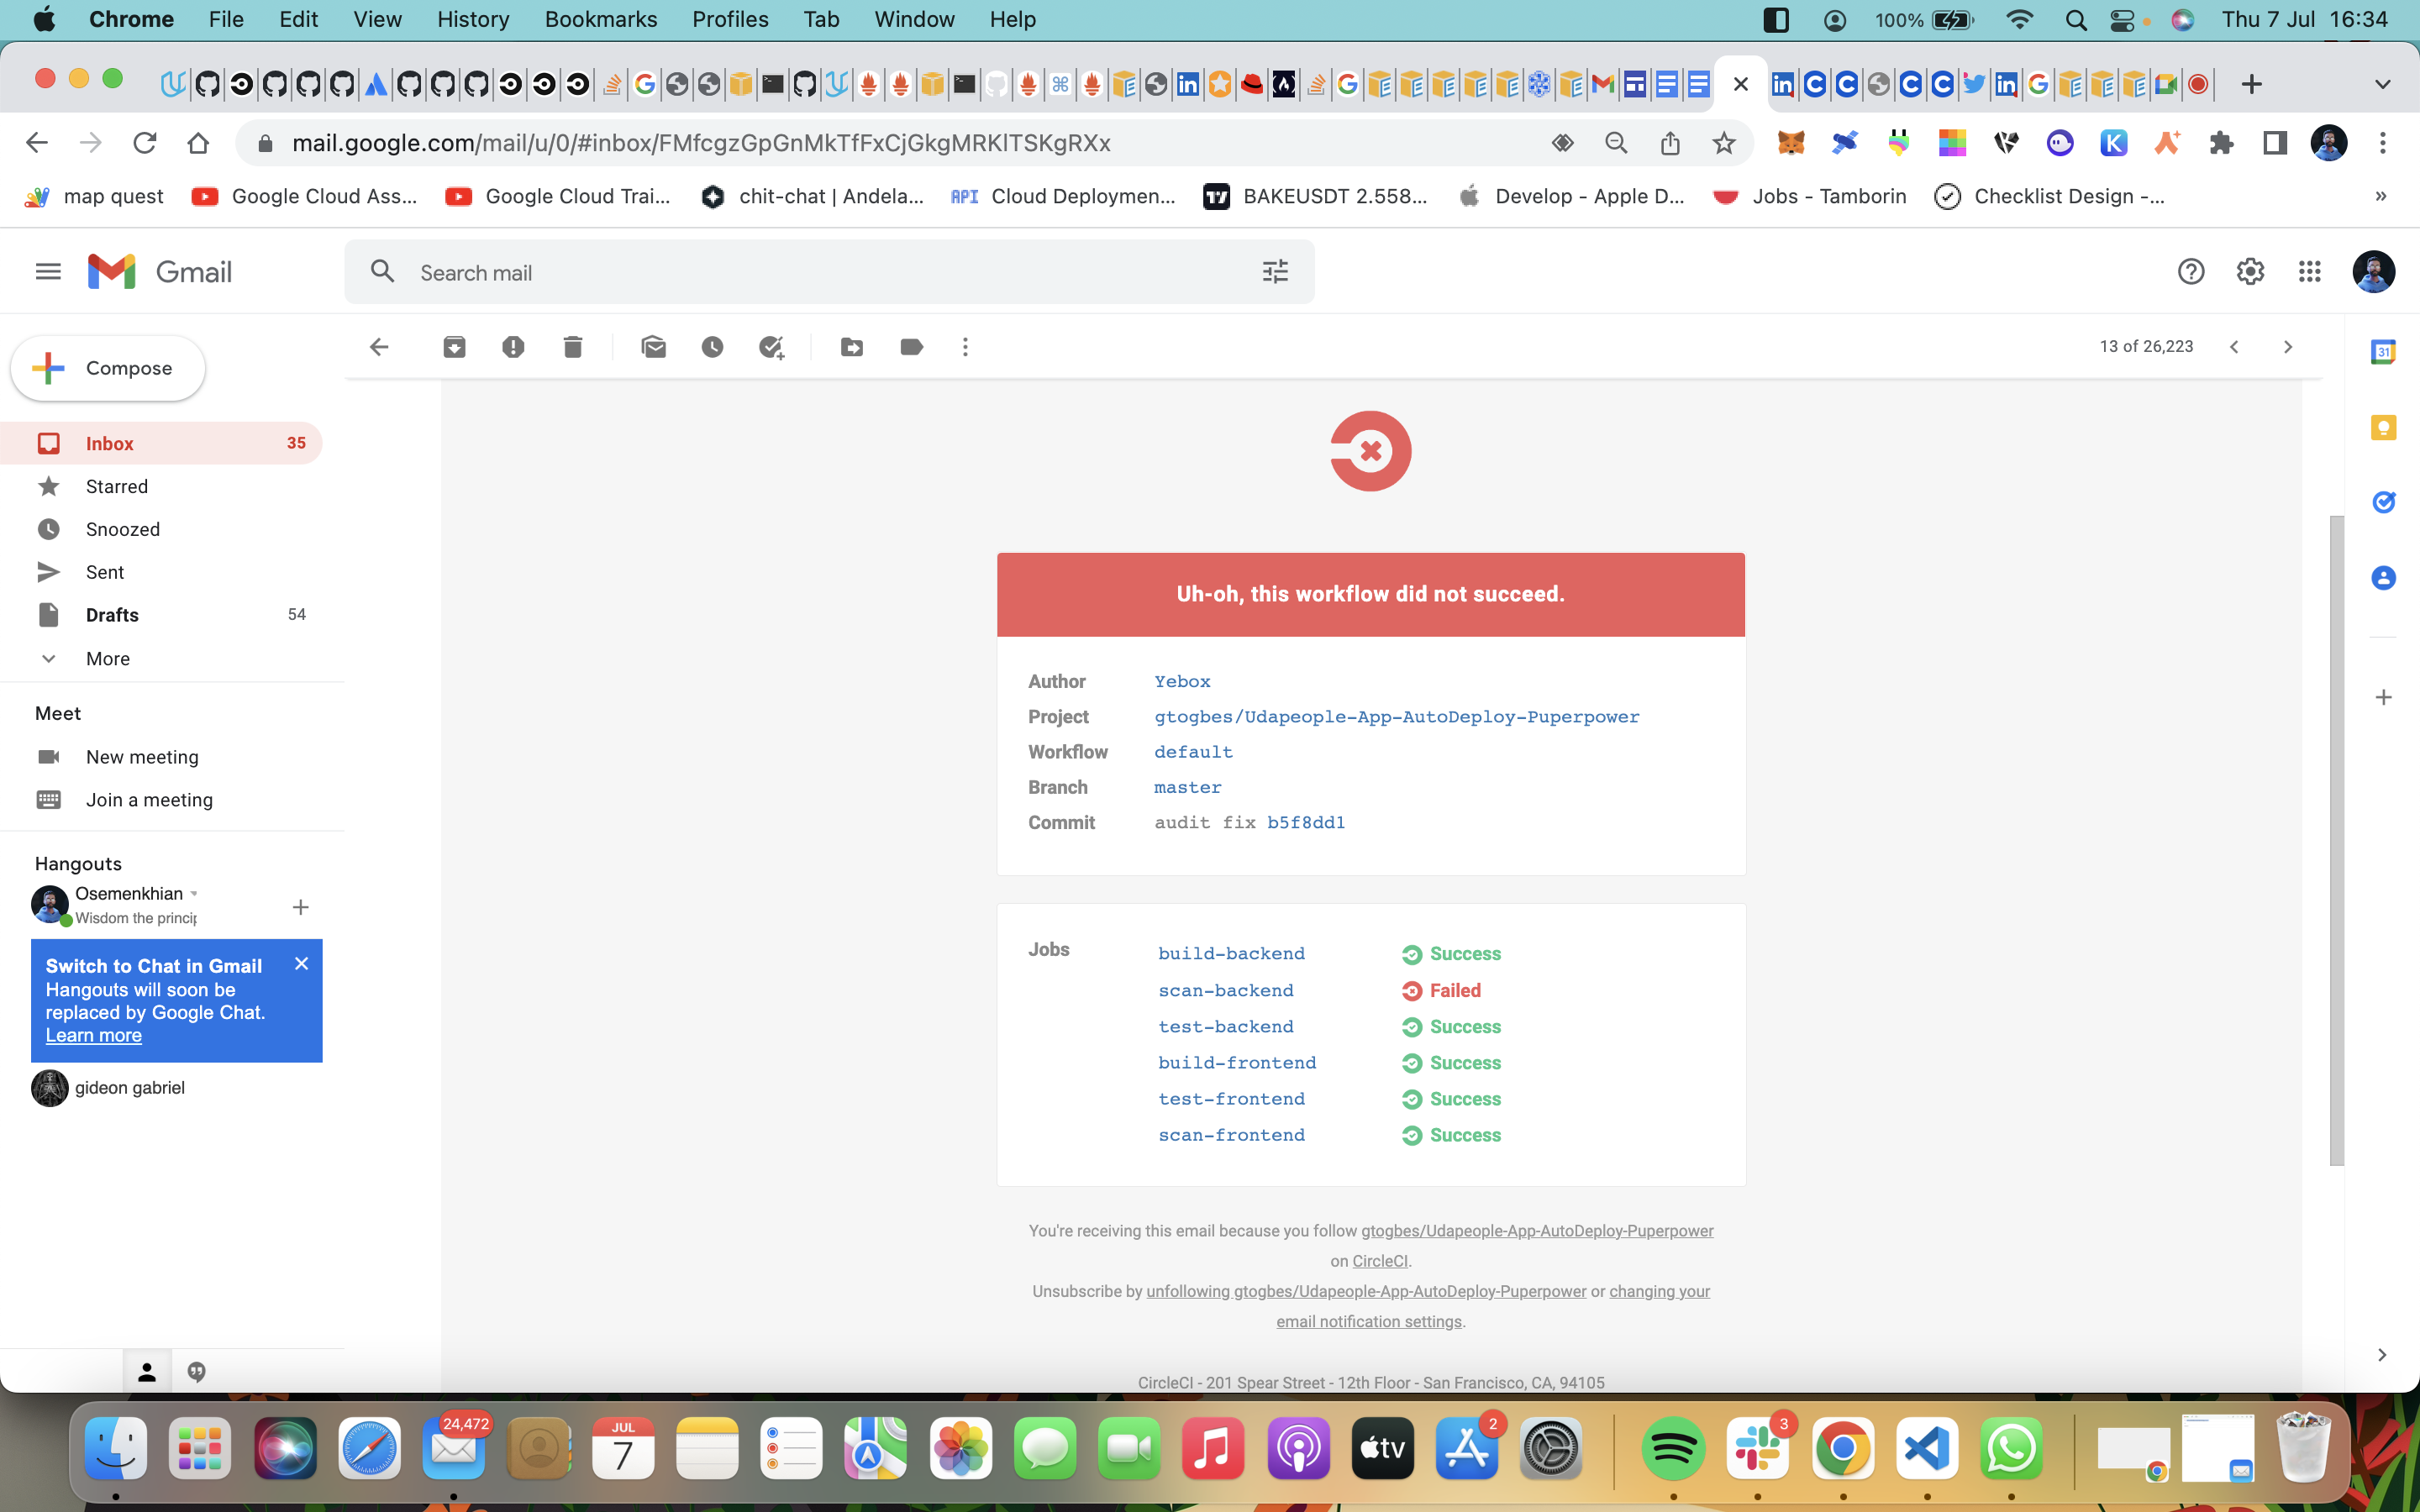 Chrome File Edit View History Bookmarks Profiles Tab Window Help 100% Thu 7 Jul 16:34
mail.google.com/mail/u/0/#inbox/FMfcgzGpGnMkTfFxCjGkgMRKlTSKgRXx
map quest Google Cloud Ass... Google Cloud Trai... chit-chat | Andela... API Cloud Deploymen... BAKEUSDT 2.558... Develop - Apple D... Jobs - Tamborin Checklist Design -... »
Gmail Search mail
Compose 13 of 26,223
31
Inbox 35
Starred
Snoozed
Sent
Drafts 54
More
Meet
New meeting
Join a meeting
Hangouts
Osemenkhian
Wisdom the princip
Switch to Chat in Gmail
Hangouts will soon be
replaced by Google Chat.
Learn more
gideon gabriel
Uh-oh, this workflow did not succeed.
Author Yebox
Project gtogbes/Udapeople-App-AutoDeploy-Puperpower
Workflow default
Branch master
Commit audit fix b5f8dd1
Jobs
build-backend Success
scan-backend Failed
test-backend Success
build-frontend Success
test-frontend Success
scan-frontend Success
You're receiving this email because you follow gtogbes/Udapeople-App-AutoDeploy-Puperpower
on CircleCI.
Unsubscribe by unfollowing gtogbes/Udapeople-App-AutoDeploy-Puperpower or changing your
email notification settings.
CircleCI - 201 Spear Street - 12th Floor - San Francisco, CA, 94105
24,472 JUL 7 tv 2 3